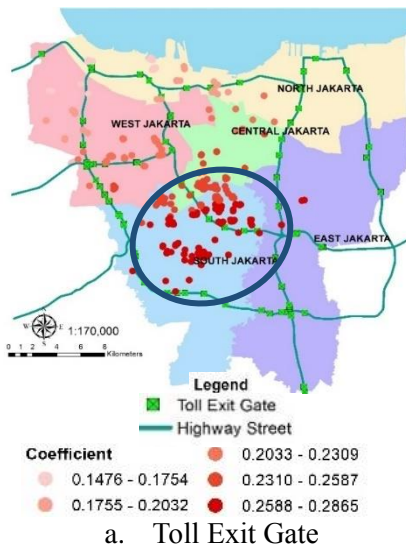 NORTH JAKARTA
WEST JAKARTA
CENTRAL JAKARTA
EAST JAKARTA
SOUTH JAKARTA
N
W E
S
1:170,000
0 1 2 4 6 8
Kilometers
Legend
Toll Exit Gate
Highway Street
Coefficient
0.1476 - 0.1754
0.1755 - 0.2032
0.2033 - 0.2309
0.2310 - 0.2587
0.2588 - 0.2865
a. Toll Exit Gate